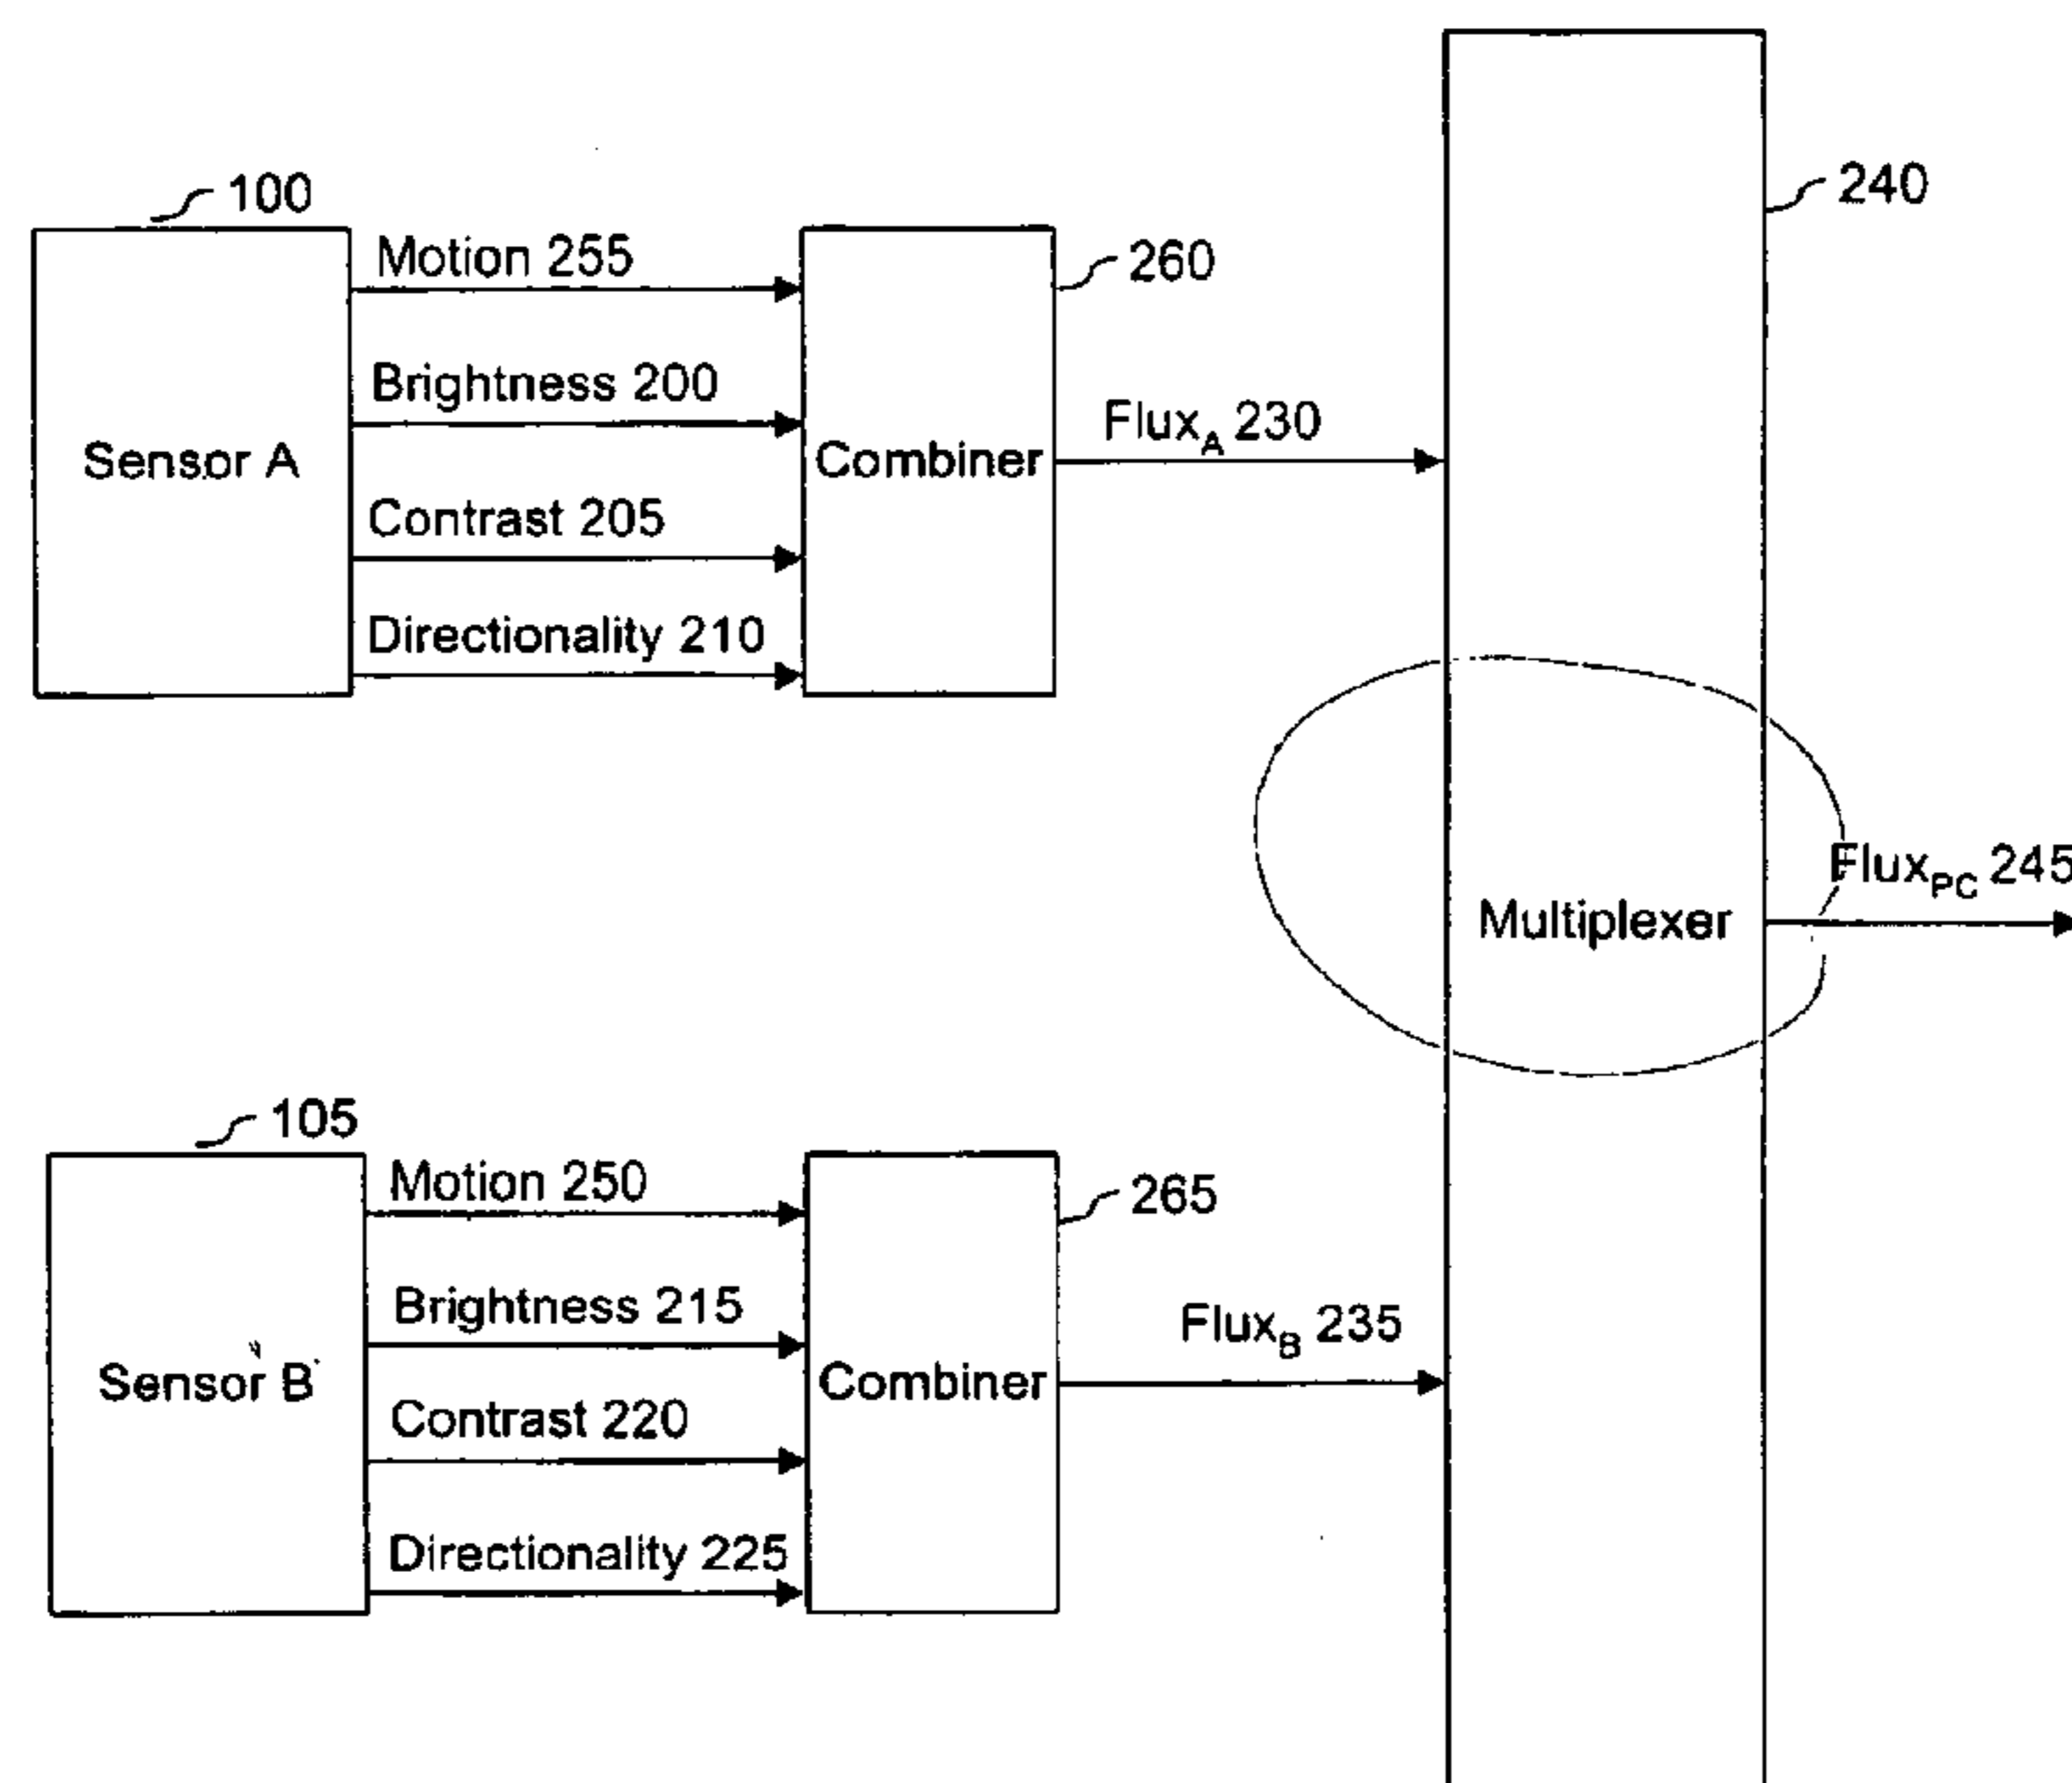 100
Motion 255
Brightness 200
Contrast 205
Directionality 210
Sensor A
Combiner
260
FluxA 230
240
Multiplexer
FluxPC 245
105
Motion 250
Brightness 215
Contrast 220
Directionality 225
Sensor B
Combiner
265
FluxB 235